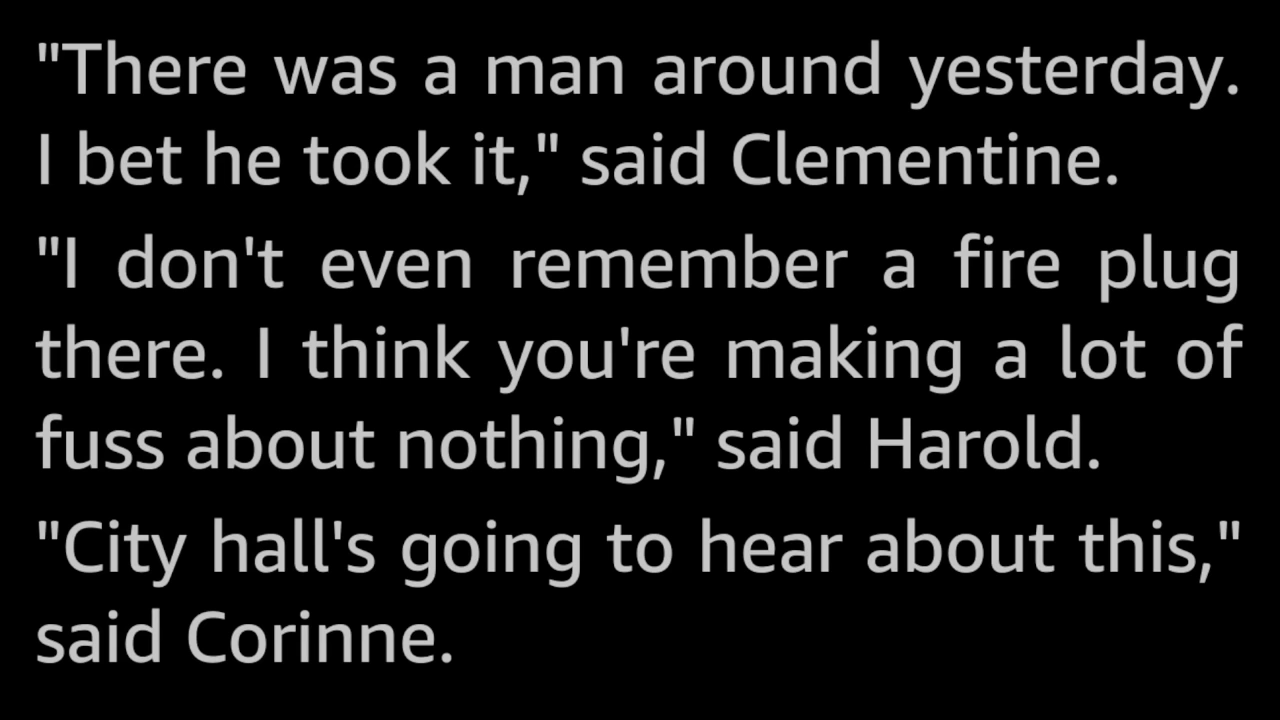 "There was a man around yesterday.
I bet he took it," said Clementine.
"I don't even remember a fire plug
there. I think you're making a lot of
fuss about nothing," said Harold.
"City hall's going to hear about this,"
said Corinne.